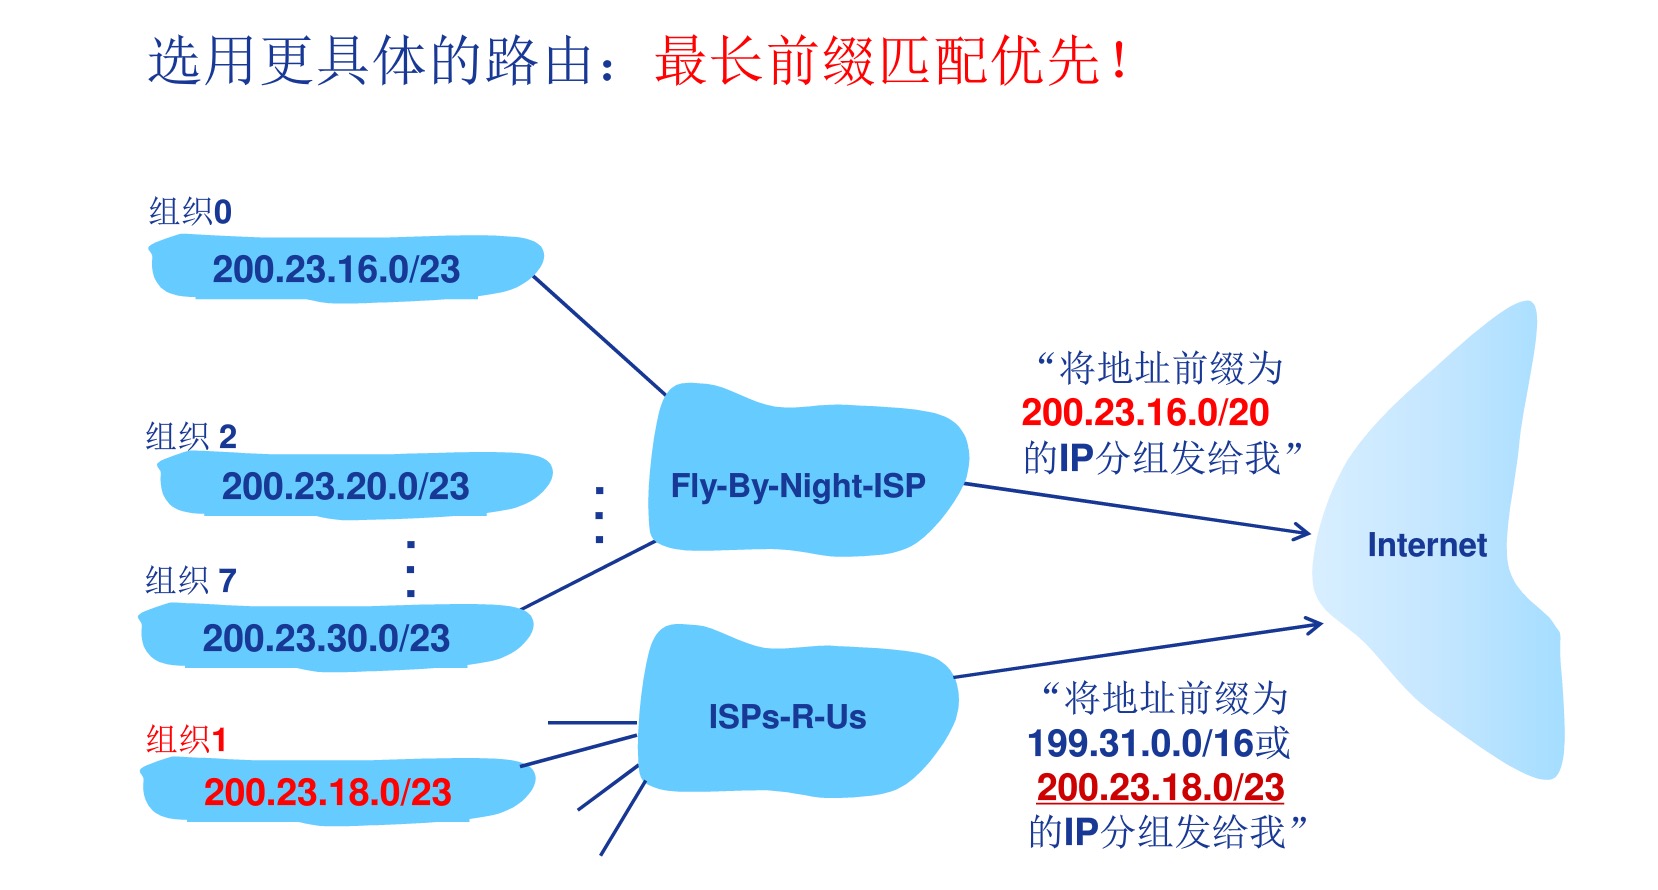 选用更具体的路由：最长前缀匹配优先！
组织0
200.23.16.0/23
组织 2
200.23.20.0/23
组织 7
200.23.30.0/23
组织1
200.23.18.0/23
Fly-By-Night-ISP
ISPs-R-Us
“将地址前缀为
200.23.16.0/20
的IP分组发给我”
Internet
“将地址前缀为
199.31.0.0/16或
200.23.18.0/23
的IP分组发给我”